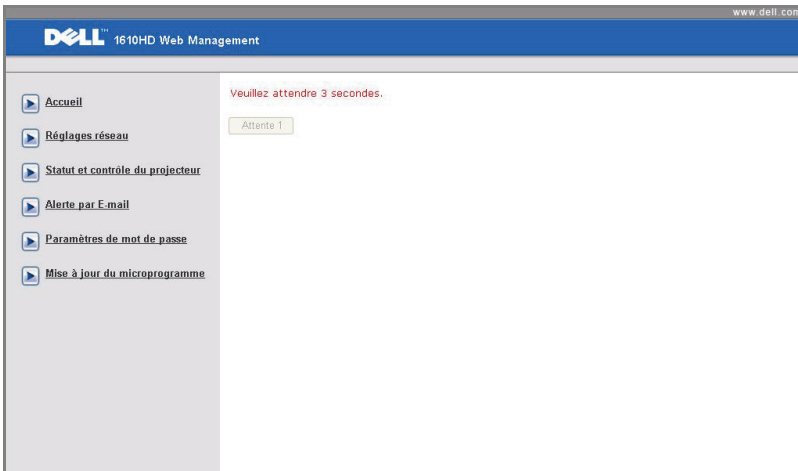 www.dell.com
DELL™ 1610HD Web Management
Veuillez attendre 3 secondes.
Attente 1
Accueil
Réglages réseau
Statut et contrôle du projecteur
Alerte par E-mail
Paramètres de mot de passe
Mise à jour du microprogramme